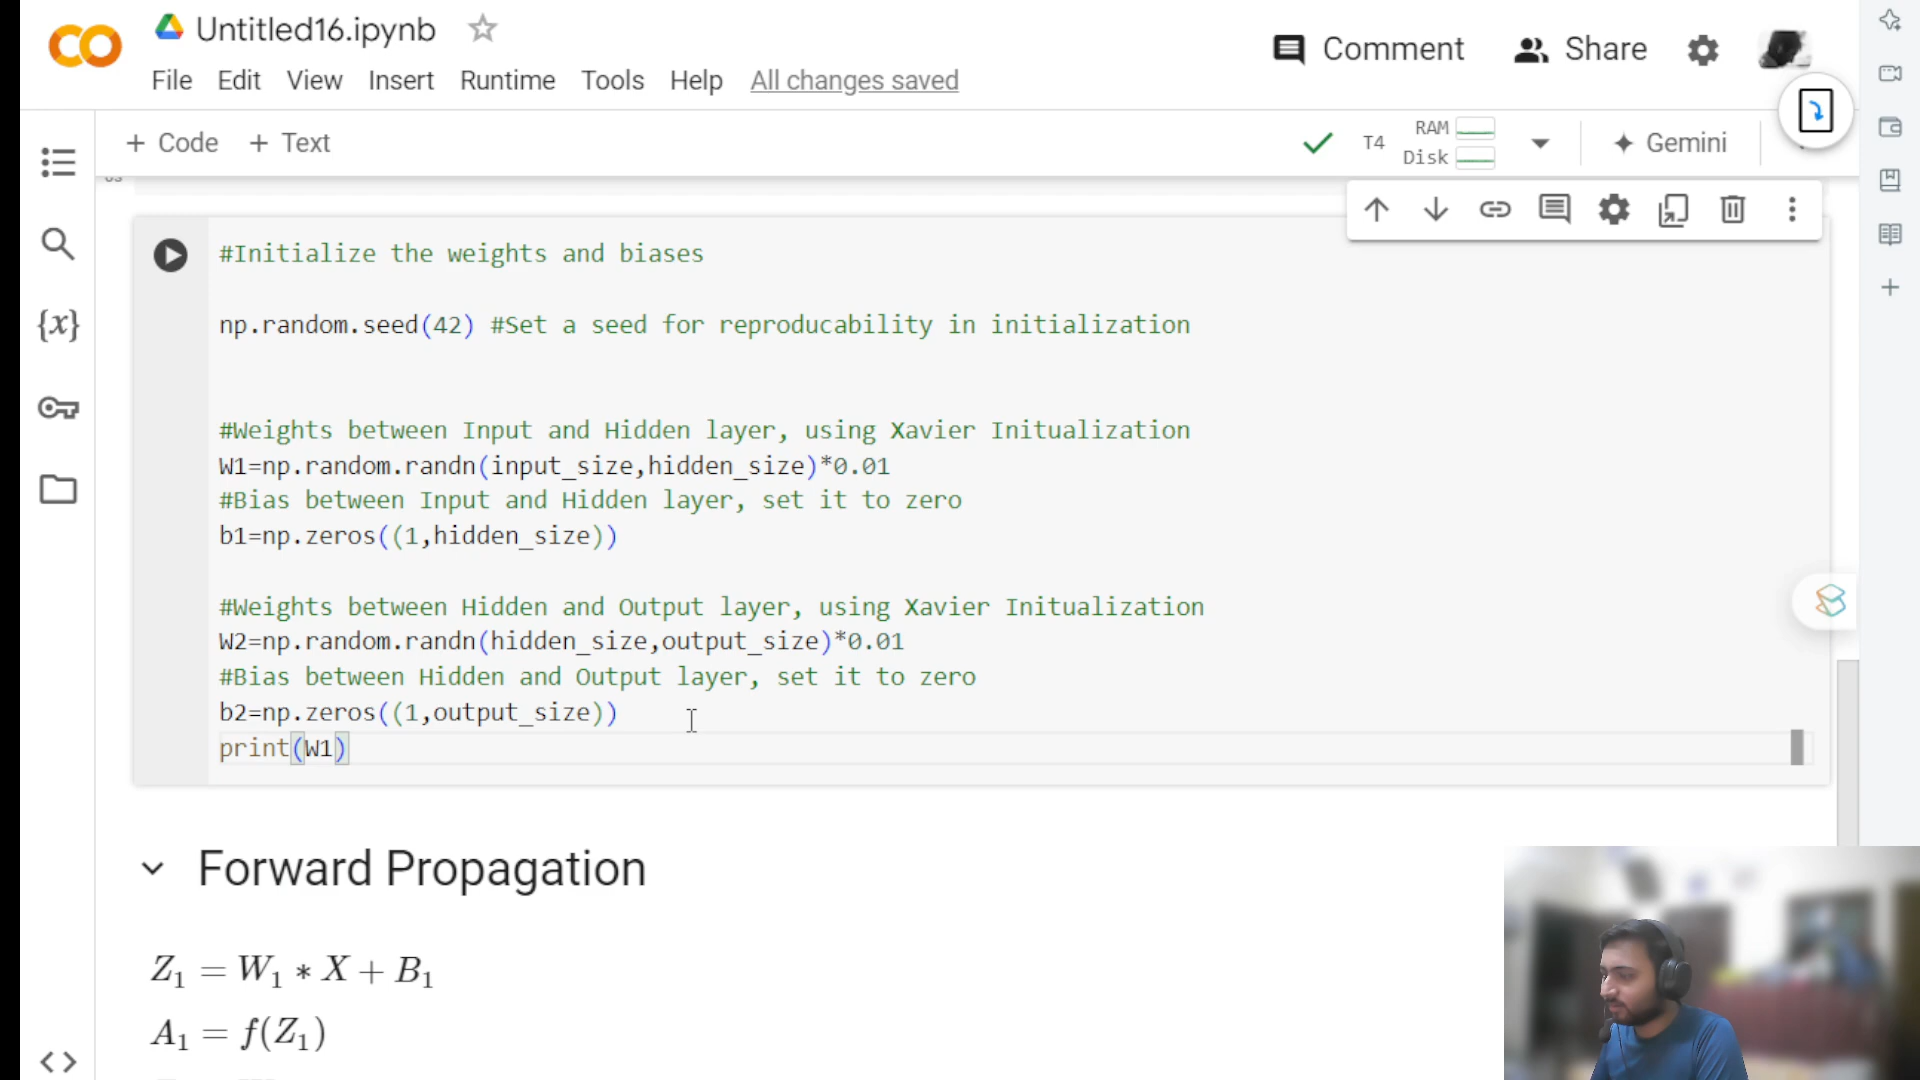 Untitled16.ipynb
Comment
Share
File Edit View Insert Runtime Tools Help All changes saved
+ Code + Text
T4
RAM
Disk
Gemini
#Initialize the weights and biases
np.random.seed(42) #Set a seed for reproducability in initialization
#Weights between Input and Hidden layer, using Xavier Initualization
W1=np.random.randn(input_size,hidden_size)*0.01
#Bias between Input and Hidden layer, set it to zero
b1=np.zeros((1,hidden_size))
#Weights between Hidden and Output layer, using Xavier Initualization
W2=np.random.randn(hidden_size,output_size)*0.01
#Bias between Hidden and Output layer, set it to zero
b2=np.zeros((1,output_size))
print(W1)
Forward Propagation
Z₁ = W₁ * X + B₁
A₁ = f(Z₁)